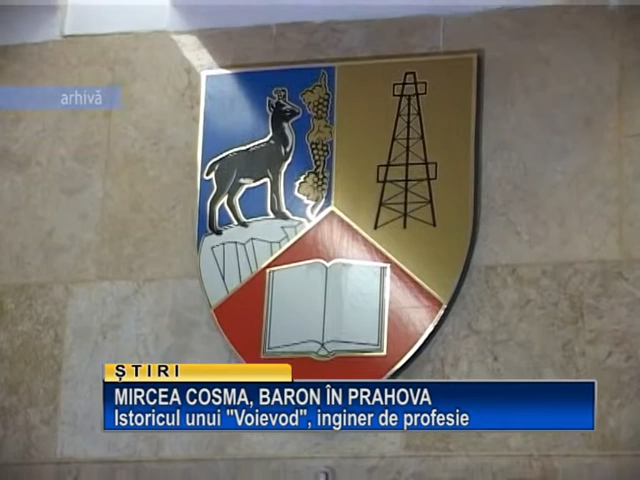 arhivă
ȘTIRI
MIRCEA COSMA, BARON ÎN PRAHOVA
Istoricul unui "Voievod", inginer de profesie